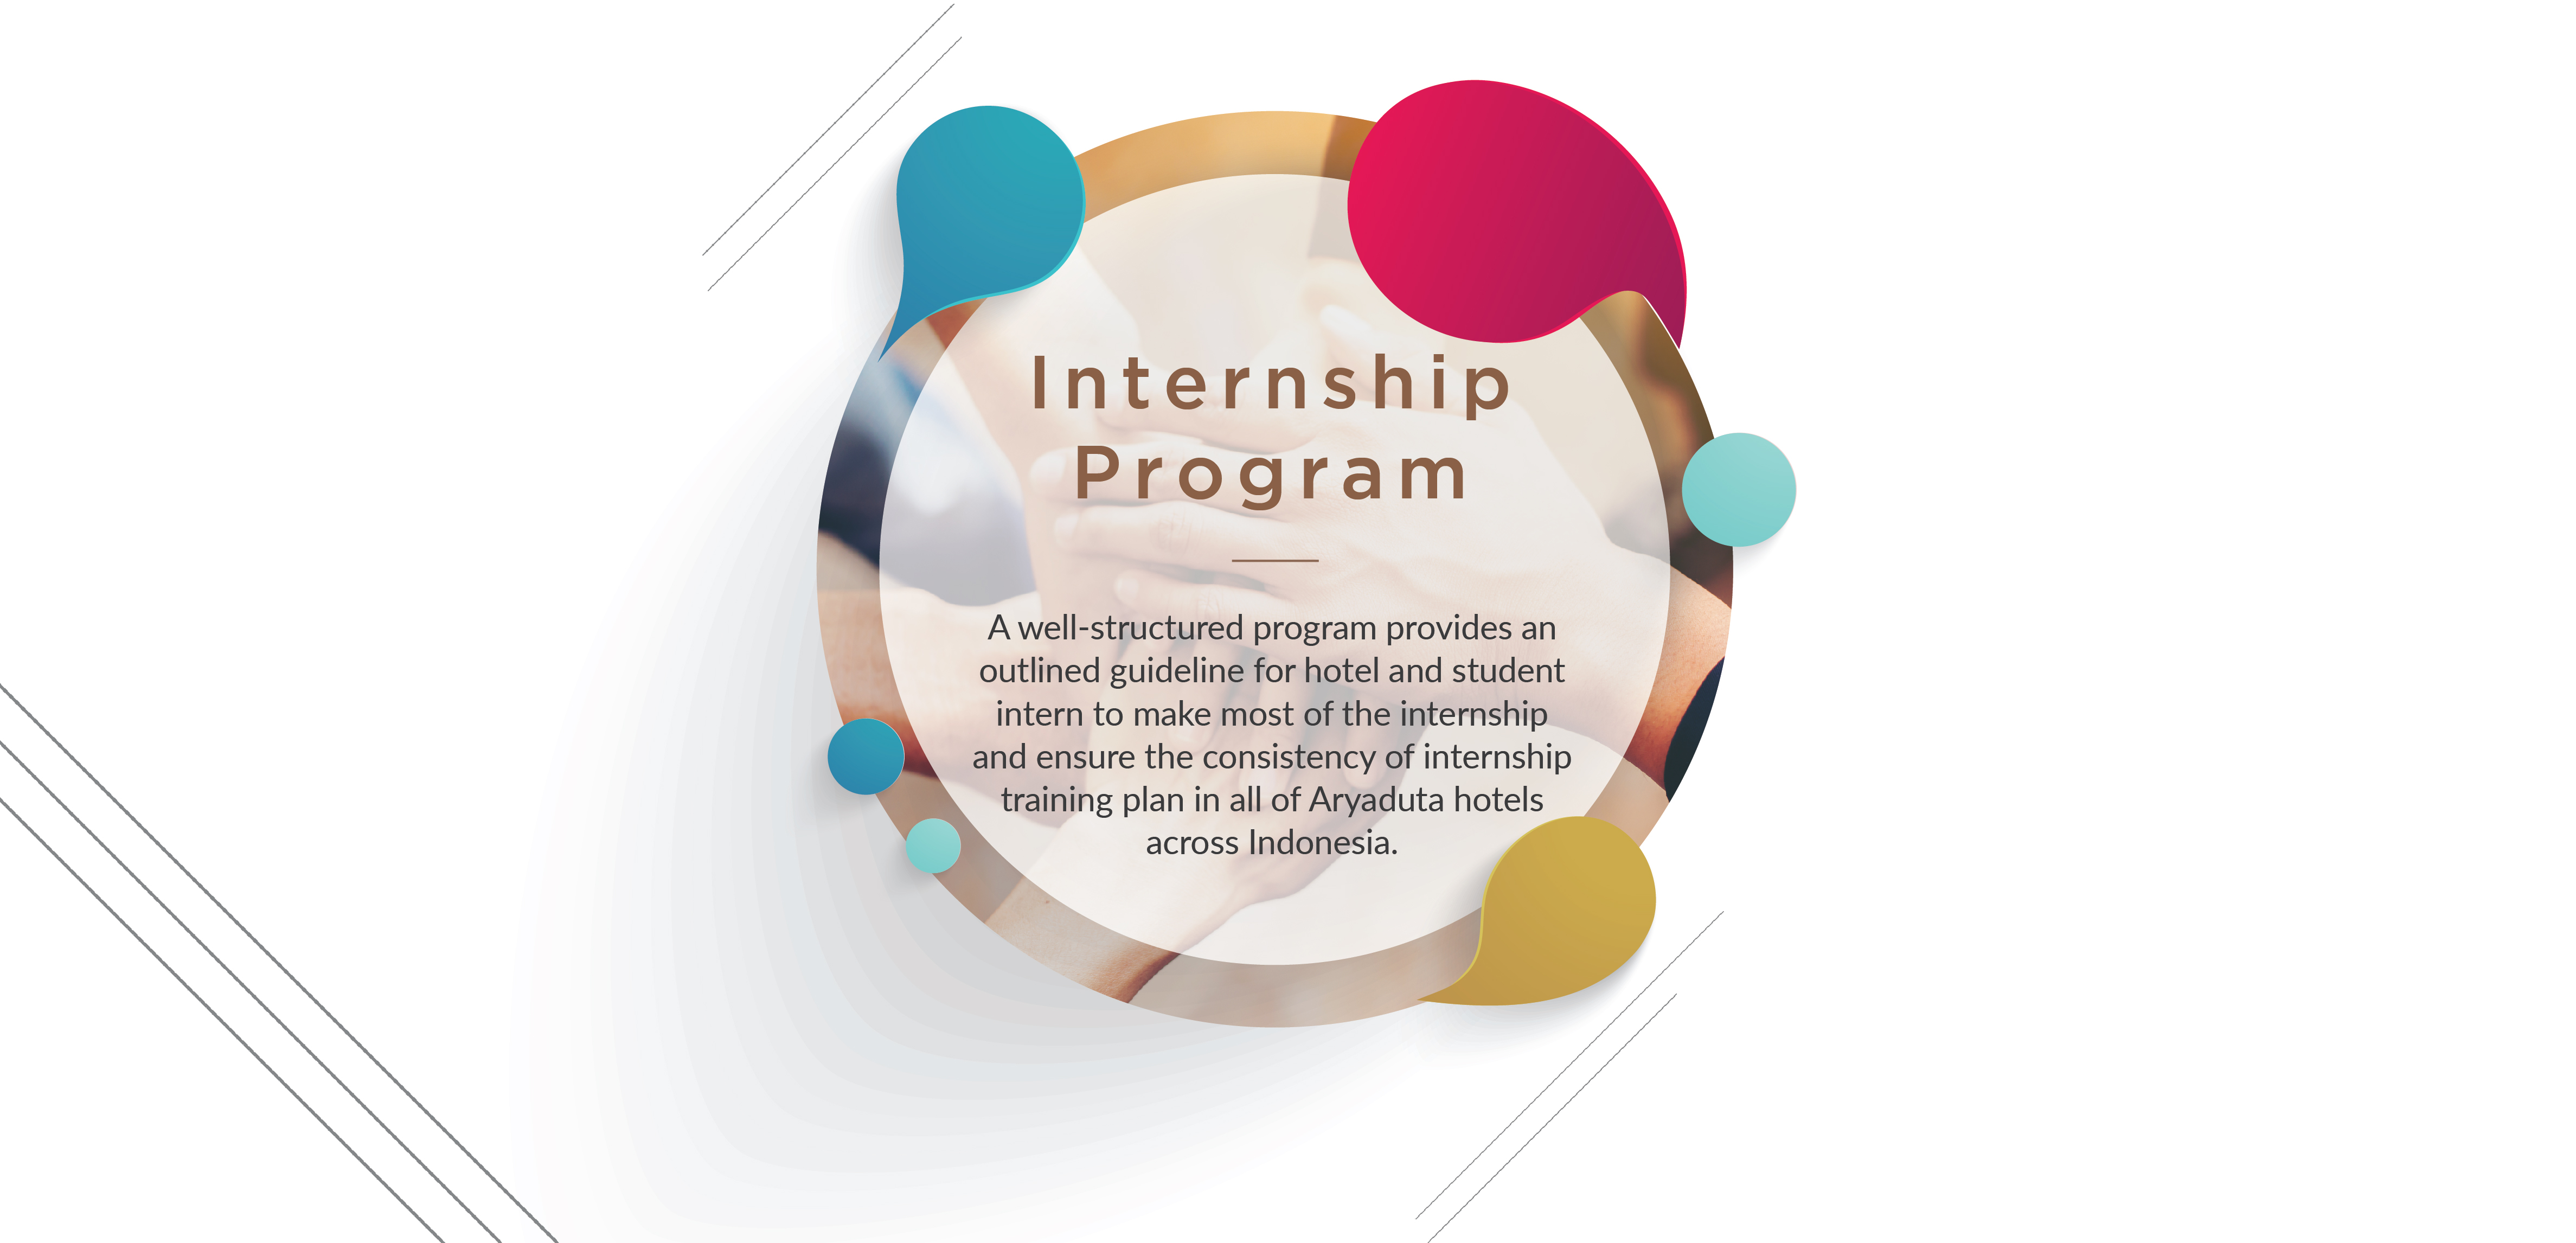 Internship
Program
A well-structured program provides an
outlined guideline for hotel and student
intern to make most of the internship
and ensure the consistency of internship
training plan in all of Aryaduta hotels
across Indonesia.